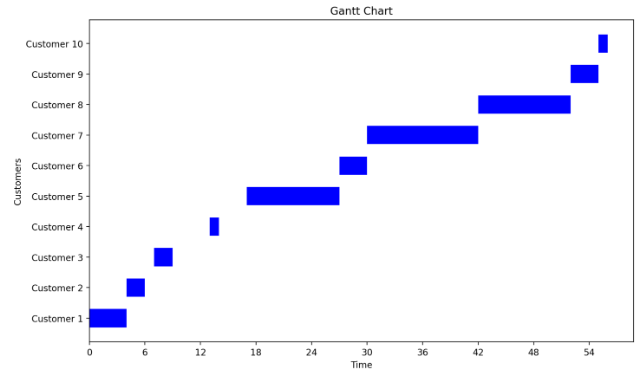 Gantt Chart
Customer 10
Customer 9
Customer 8
Customer 7
Customer 6
Customer 5
Customer 4
Customer 3
Customer 2
Customer 1
Customers
0 6 12 18 24 30 36 42 48 54
Time